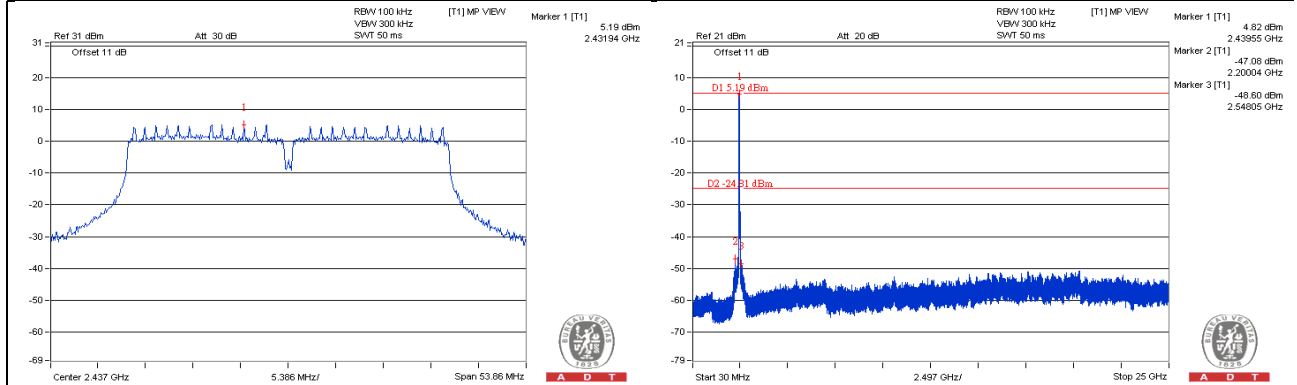 RBW 100 kHz
VBW 300 kHz
SWT 50 ms
[T1] MP VIEW
Ref 31 dBm
Att 30 dB
Marker 1 [T1]
5.19 dBm
2.43194 GHz
31
Offset 11 dB
20
10
0
-10
-20
-30
-40
-50
-60
-69
1
Center 2.437 GHz
5.386 MHz/
Span 53.86 MHz
BUREAU VERITAS
1828
A D T
RBW 100 kHz
VBW 300 kHz
SWT 50 ms
[T1] MP VIEW
Ref 21 dBm
Att 20 dB
Marker 1 [T1]
4.82 dBm
2.43955 GHz
Marker 2 [T1]
-47.08 dBm
2.20004 GHz
Marker 3 [T1]
-48.60 dBm
2.54805 GHz
21
Offset 11 dB
10
0
-10
-20
-30
-40
-50
-60
-70
-79
1
D1 5.19 dBm
D2 -24.81 dBm
2
3
Start 30 MHz
2.497 GHz/
Stop 25 GHz
BUREAU VERITAS
1828
A D T